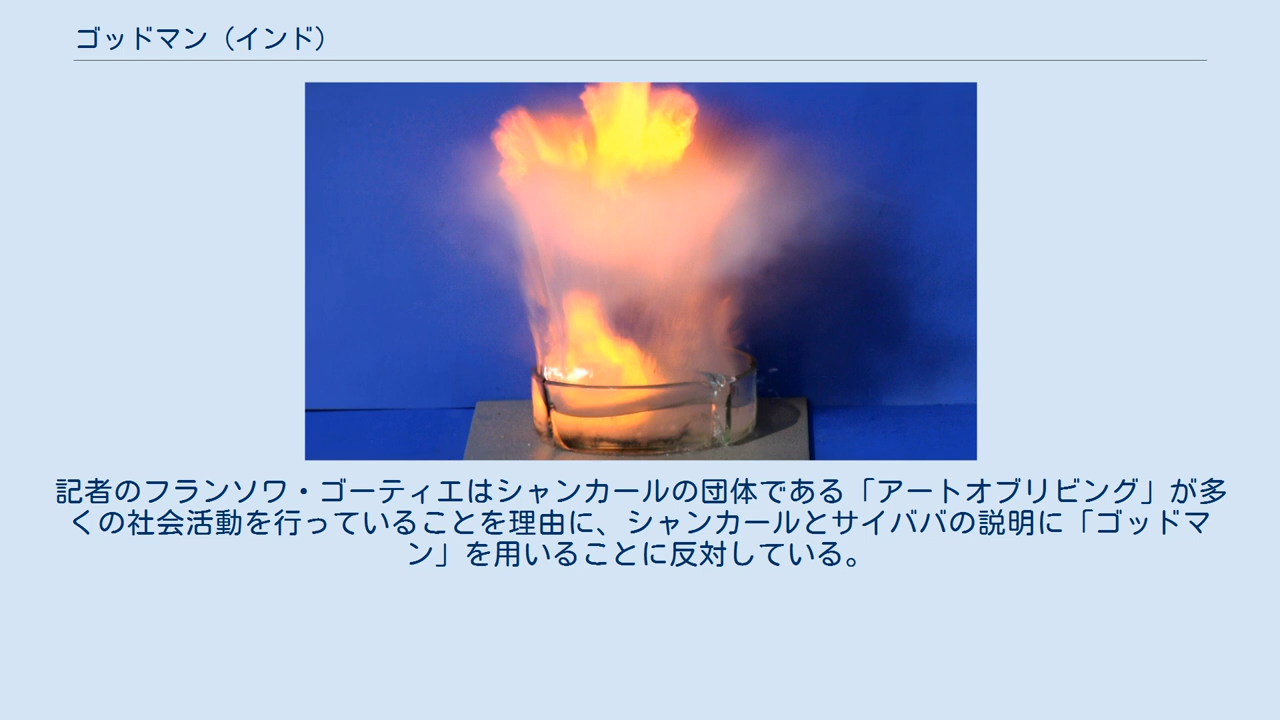 ゴッドマン（インド）
記者のフランソワ・ゴーティエはシャンカールの団体である「アートオブリビング」が多
くの社会活動を行っていることを理由に、シャンカールとサイババの説明に「ゴッドマ
ン」を用いることに反対している。